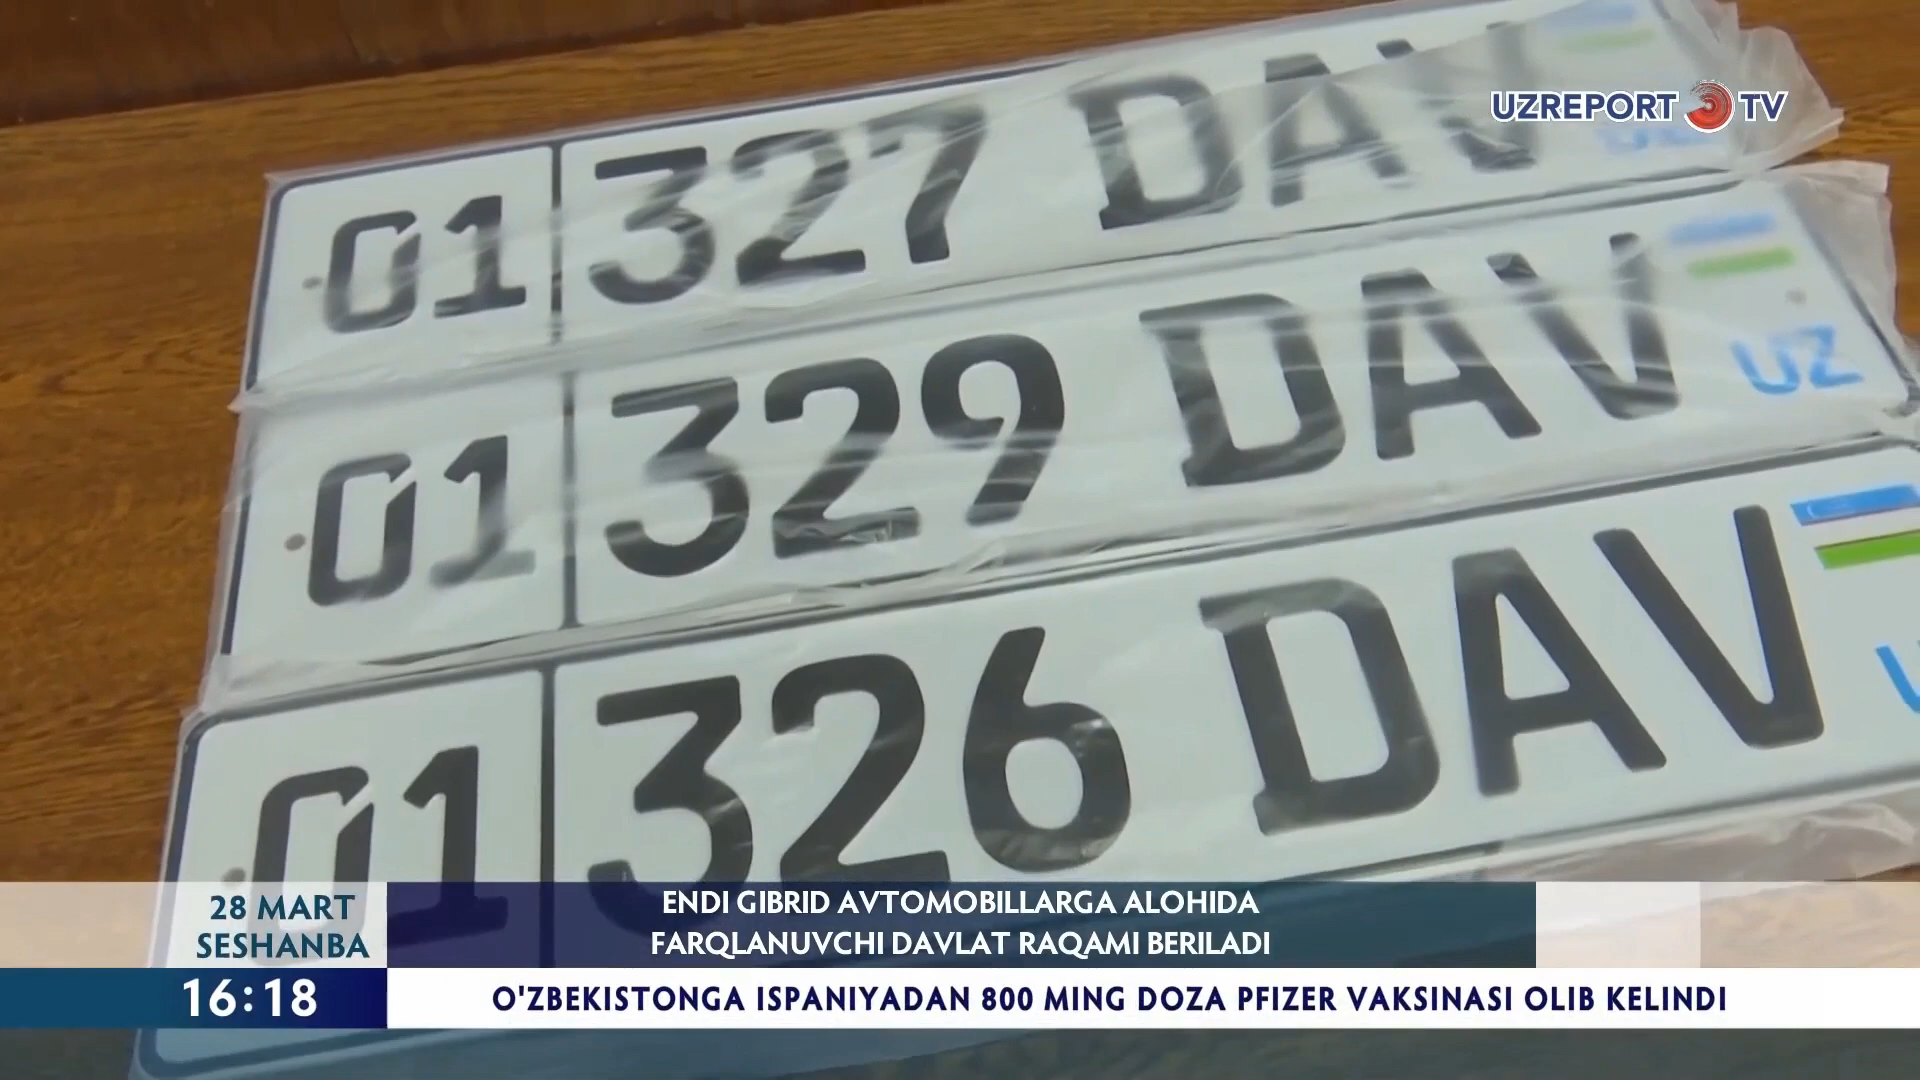 UZREPORT TV
01 327 DAV
01 329 DAV
UZ
01 326 DAV
28 MART
SESHANBA
ENDI GIBRID AVTOMOBILLARGA ALOHIDA
FARQLANUVCHI DAVLAT RAQAMI BERILADI
16:18
O'ZBEKISTONGA ISPANIYADAN 800 MING DOZA PFIZER VAKSINASI OLIB KELINDI